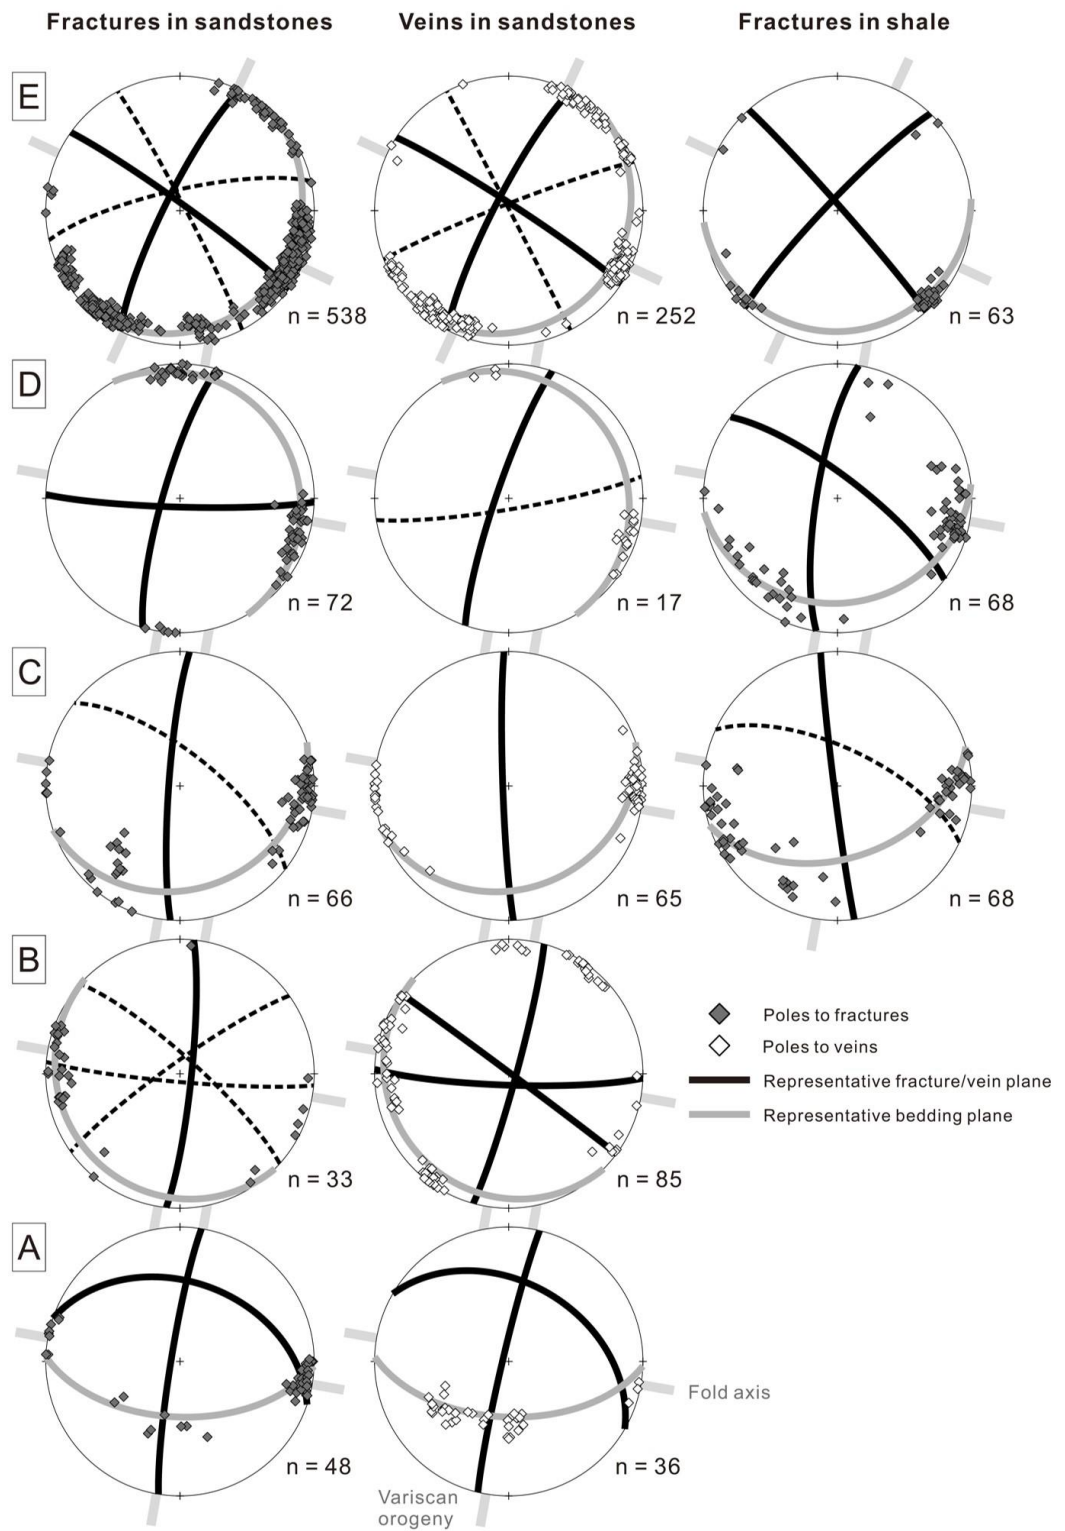 Fractures in sandstones Veins in sandstones Fractures in shale
E
n = 538 n = 252 n = 63
D
n = 72 n = 17 n = 68
C
n = 66 n = 65 n = 68
B
Poles to fractures
Poles to veins
Representative fracture/vein plane
Representative bedding plane
n = 33 n = 85
A
Fold axis
n = 48 n = 36
Variscan
orogeny